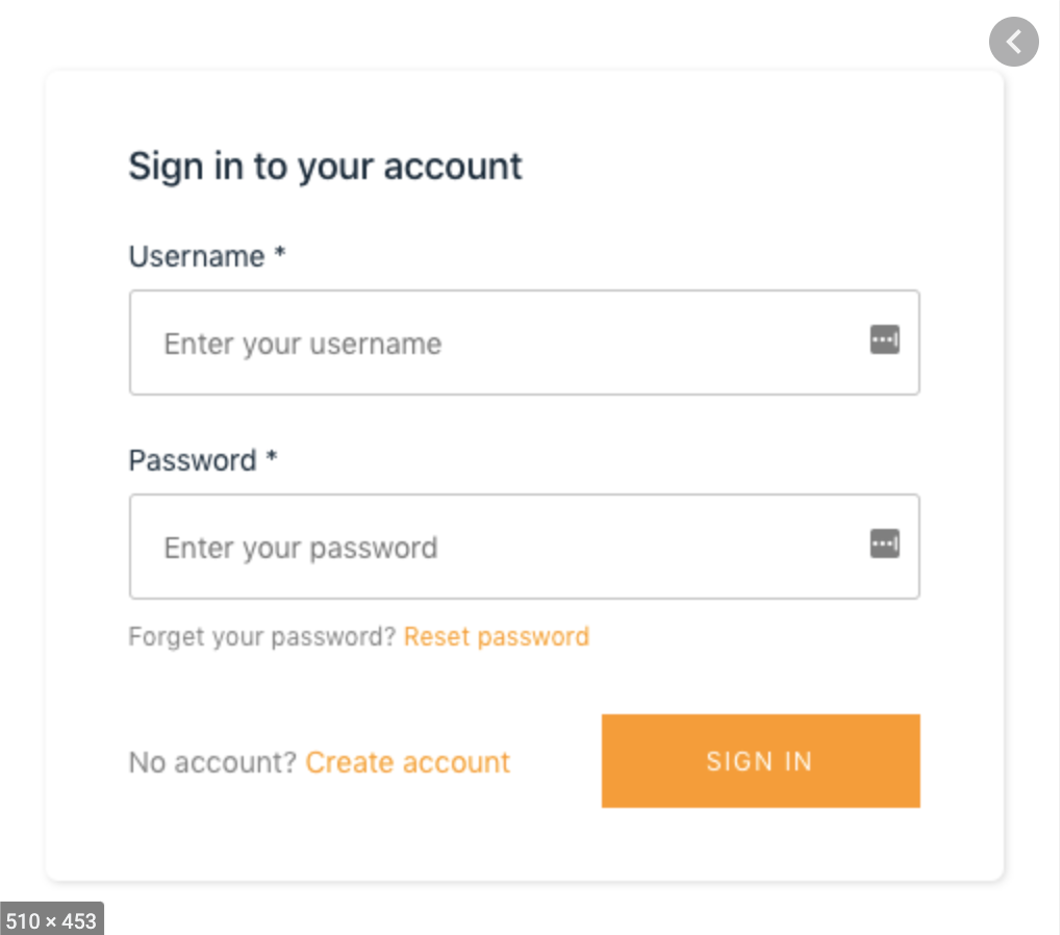 Sign in to your account
Username *
Enter your username
Password *
Enter your password
Forget your password? Reset password
No account? Create account
SIGN IN
510 × 453